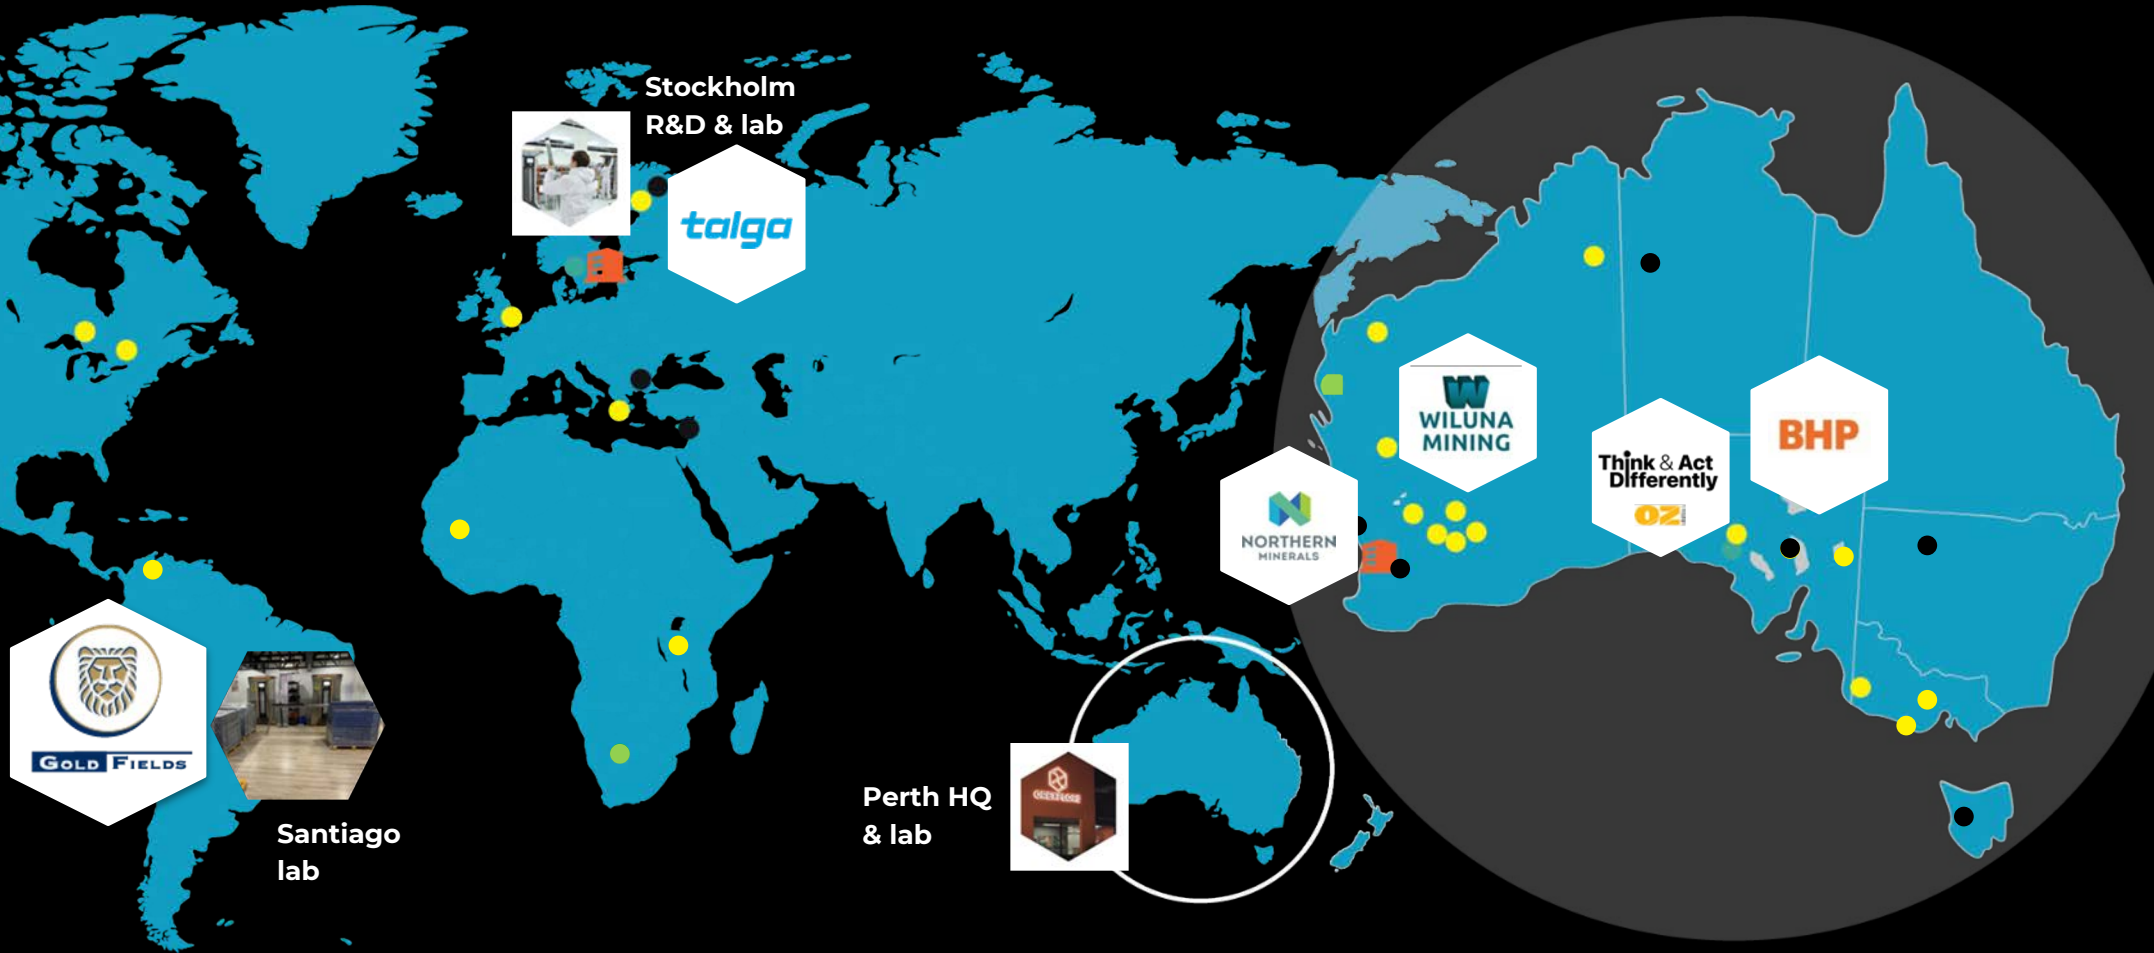 Stockholm
R&D & lab
talga
WILUNA
MINING
BHP
Think & Act
Differently
OZ
NORTHERN
MINERALS
GOLD FIELDS
Santiago
lab
Perth HQ
& lab